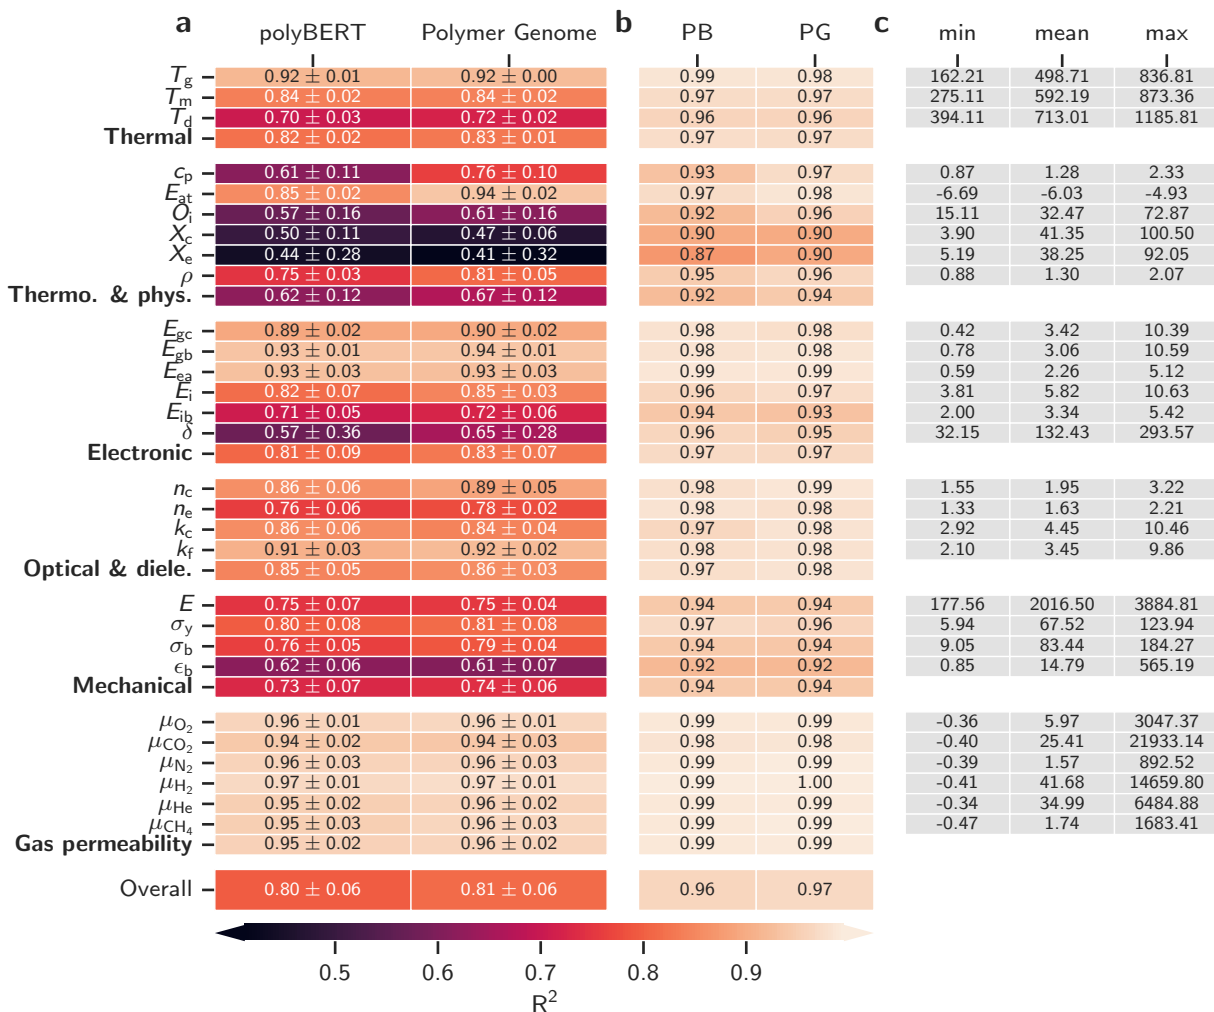 a b c
polyBERT Polymer Genome PB PG min mean max
T_g 0.92 ± 0.01 0.92 ± 0.00 0.99 0.98 162.21 498.71 836.81
T_m 0.84 ± 0.02 0.84 ± 0.02 0.97 0.97 275.11 592.19 873.36
T_d 0.70 ± 0.03 0.72 ± 0.02 0.96 0.96 394.11 713.01 1185.81
Thermal 0.82 ± 0.02 0.83 ± 0.01 0.97 0.97
c_p 0.61 ± 0.11 0.76 ± 0.10 0.93 0.97 0.87 1.28 2.33
E_at 0.85 ± 0.02 0.94 ± 0.02 0.97 0.98 -6.69 -6.03 -4.93
O_i 0.57 ± 0.16 0.61 ± 0.16 0.92 0.96 15.11 32.47 72.87
X_c 0.50 ± 0.11 0.47 ± 0.06 0.90 0.90 3.90 41.35 100.50
X_e 0.44 ± 0.28 0.41 ± 0.32 0.87 0.90 5.19 38.25 92.05
ρ 0.75 ± 0.03 0.81 ± 0.05 0.95 0.96 0.88 1.30 2.07
Thermo. & phys. 0.62 ± 0.12 0.67 ± 0.12 0.92 0.94
E_gc 0.89 ± 0.02 0.90 ± 0.02 0.98 0.98 0.42 3.42 10.39
E_gb 0.93 ± 0.01 0.94 ± 0.01 0.98 0.98 0.78 3.06 10.59
E_ea 0.93 ± 0.03 0.93 ± 0.03 0.99 0.99 0.59 2.26 5.12
E_i 0.82 ± 0.07 0.85 ± 0.03 0.96 0.97 3.81 5.82 10.63
E_ib 0.71 ± 0.05 0.72 ± 0.06 0.94 0.93 2.00 3.34 5.42
δ 0.57 ± 0.36 0.65 ± 0.28 0.96 0.95 32.15 132.43 293.57
Electronic 0.81 ± 0.09 0.83 ± 0.07 0.97 0.97
n_c 0.86 ± 0.06 0.89 ± 0.05 0.98 0.99 1.55 1.95 3.22
n_e 0.76 ± 0.06 0.78 ± 0.02 0.98 0.98 1.33 1.63 2.21
k_c 0.86 ± 0.06 0.84 ± 0.04 0.97 0.98 2.92 4.45 10.46
k_f 0.91 ± 0.03 0.92 ± 0.02 0.98 0.98 2.10 3.45 9.86
Optical & diele. 0.85 ± 0.05 0.86 ± 0.03 0.97 0.98
E 0.75 ± 0.07 0.75 ± 0.04 0.94 0.94 177.56 2016.50 3884.81
σ_y 0.80 ± 0.08 0.81 ± 0.08 0.97 0.96 5.94 67.52 123.94
σ_b 0.76 ± 0.05 0.79 ± 0.04 0.94 0.94 9.05 83.44 184.27
ϵ_b 0.62 ± 0.06 0.61 ± 0.07 0.92 0.92 0.85 14.79 565.19
Mechanical 0.73 ± 0.07 0.74 ± 0.06 0.94 0.94
μ_O₂ 0.96 ± 0.01 0.96 ± 0.01 0.99 0.99 -0.36 5.97 3047.37
μ_CO₂ 0.94 ± 0.02 0.94 ± 0.03 0.98 0.98 -0.40 25.41 21933.14
μ_N₂ 0.96 ± 0.03 0.96 ± 0.03 0.99 0.99 -0.39 1.57 892.52
μ_H₂ 0.97 ± 0.01 0.97 ± 0.01 0.99 1.00 -0.41 41.68 14659.80
μ_He 0.95 ± 0.02 0.96 ± 0.02 0.99 0.99 -0.34 34.99 6484.88
μ_CH₄ 0.95 ± 0.03 0.96 ± 0.03 0.99 0.99 -0.47 1.74 1683.41
Gas permeability 0.95 ± 0.02 0.96 ± 0.02 0.99 0.99
Overall 0.80 ± 0.06 0.81 ± 0.06 0.96 0.97
0.5 0.6 0.7 0.8 0.9
R²